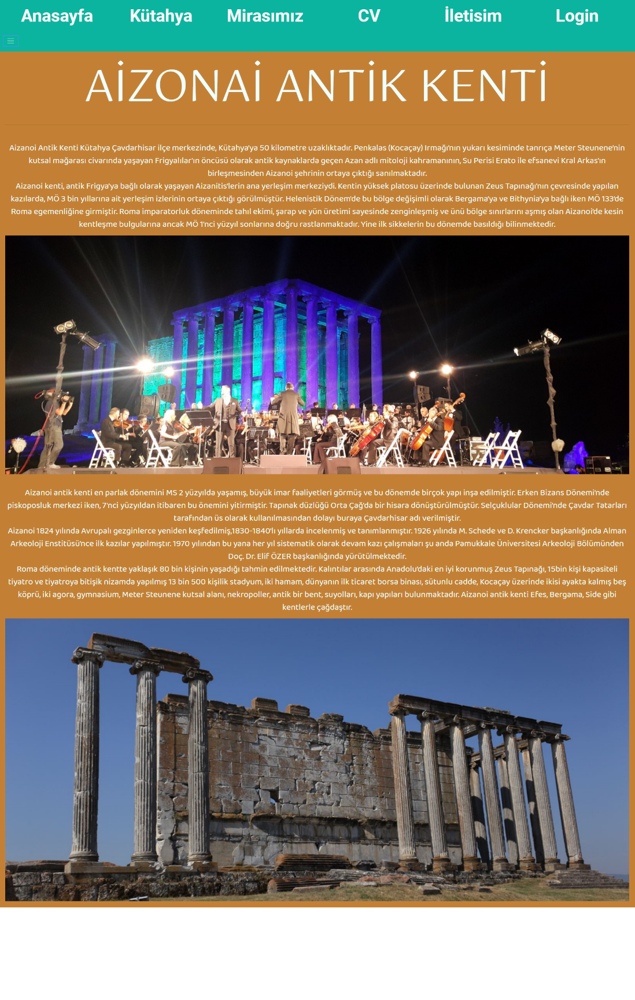 Anasayfa Kütahya Mirasımız CV İletisim Login
AİZONAİ ANTİK KENTİ
Aizanoi Antik Kenti Kütahya Çavdarhisar ilçe merkezinde, Kütahya'ya 50 kilometre uzaklıktadır. Penkalas (Kocaçay) Irmağı'nın yukarı kesiminde tanrıça Meter Steunene'nin
kutsal mağarası civarında yaşayan Frigyalılar'ın öncüsü olarak antik kaynaklarda geçen Azan adlı mitoloji kahramanının, Su Perisi Erato ile efsanevi Kral Arkas'ın
birleşmesinden Aizanoi şehrinin ortaya çıktığı sanılmaktadır.
Aizanoi kenti, antik Frigya'ya bağlı olarak yaşayan Aizanitis'lerin ana yerleşim merkeziydi. Kentin yüksek platosu üzerinde bulunan Zeus Tapınağı'nın çevresinde yapılan
kazılarda, MÖ 3 bin yıllarına ait yerleşim izlerinin ortaya çıktığı görülmüştür. Helenistik Dönem'de bu bölge değişimli olarak Bergama'ya ve Bithynia'ya bağlı iken MÖ 133'de
Roma egemenliğine girmiştir. Roma imparatorluk döneminde tahıl ekimi, şarap ve yün üretimi sayesinde zenginleşmiş ve ünü bölge sınırlarını aşmış olan Aizanoi'de kesin
kentleşme bulgularına ancak MÖ 1'nci yüzyıl sonlarına doğru rastlanmaktadır. Yine ilk sikkelerin bu dönemde basıldığı bilinmektedir.
Aizanoi antik kenti en parlak dönemini MS 2 yüzyılda yaşamış, büyük imar faaliyetleri görmüş ve bu dönemde birçok yapı inşa edilmiştir. Erken Bizans Dönemi'nde
piskoposluk merkezi iken, 7'nci yüzyıldan itibaren bu önemini yitirmiştir. Tapınak düzlüğü Orta Çağ'da bir hisara dönüştürülmüştür. Selçuklular Dönemi'nde Çavdar Tatarları
tarafından üs olarak kullanılmasından dolayı buraya Çavdarhisar adı verilmiştir.
Aizanoi 1824 yılında Avrupalı gezginlerce yeniden keşfedilmiş,1830-1840'lı yıllarda incelenmiş ve tanımlanmıştır. 1926 yılında M. Schede ve D. Krencker başkanlığında Alman
Arkeoloji Enstitüsü'nce ilk kazılar yapılmıştır. 1970 yılından bu yana her yıl sistematik olarak devam kazı çalışmaları şu anda Pamukkale Üniversitesi Arkeoloji Bölümünden
Doç. Dr. Elif ÖZER başkanlığında yürütülmektedir.
Roma döneminde antik kentte yaklaşık 80 bin kişinin yaşadığı tahmin edilmektedir. Kalıntılar arasında Anadolu'daki en iyi korunmuş Zeus Tapınağı, 15bin kişi kapasiteli
tiyatro ve tiyatroya bitişik nizamda yapılmış 13 bin 500 kişilik stadyum, iki hamam, dünyanın ilk ticaret borsa binası, sütunlu cadde, Kocaçay üzerinde ikisi ayakta kalmış beş
köprü, iki agora, gymnasium, Meter Steunene kutsal alanı, nekropoller, antik bir bent, suyolları, kapı yapıları bulunmaktadır. Aizanoi antik kenti Efes, Bergama, Side gibi
kentlerle çağdaştır.